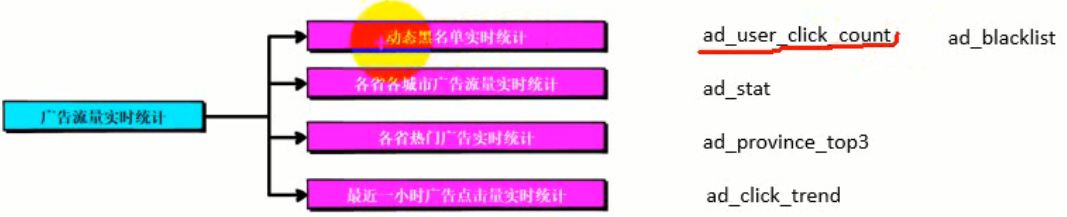 动态黑名单实时统计 ad_user_click_count ad_blacklist
各省各城市广告流量实时统计 ad_stat
广告流量实时统计
各省热门广告实时统计 ad_province_top3
最近一小时广告点击量实时统计 ad_click_trend